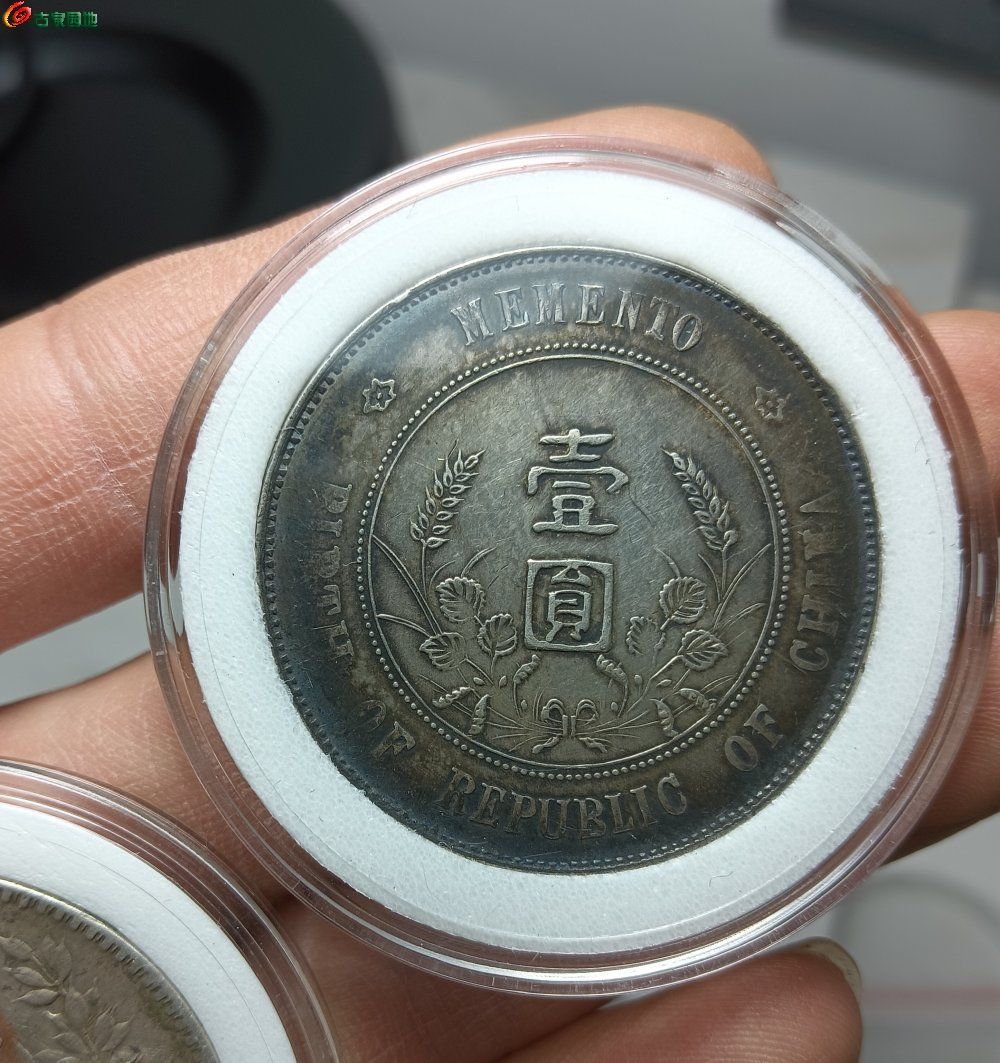 古泉园地
MEMENTO
壹
圓
BIRTH OF REPUBLIC OF CHINA